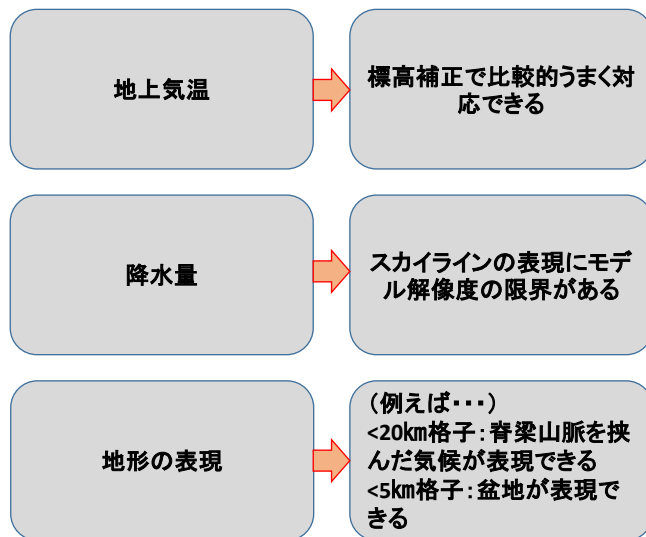 地上気温
標高補正で比較的うまく対
応できる
降水量
スカイラインの表現にモデ
ル解像度の限界がある
地形の表現
（例えば・・・）
<20㎞格子：脊梁山脈を挟
んだ気候が表現できる
<5㎞格子：盆地が表現で
きる